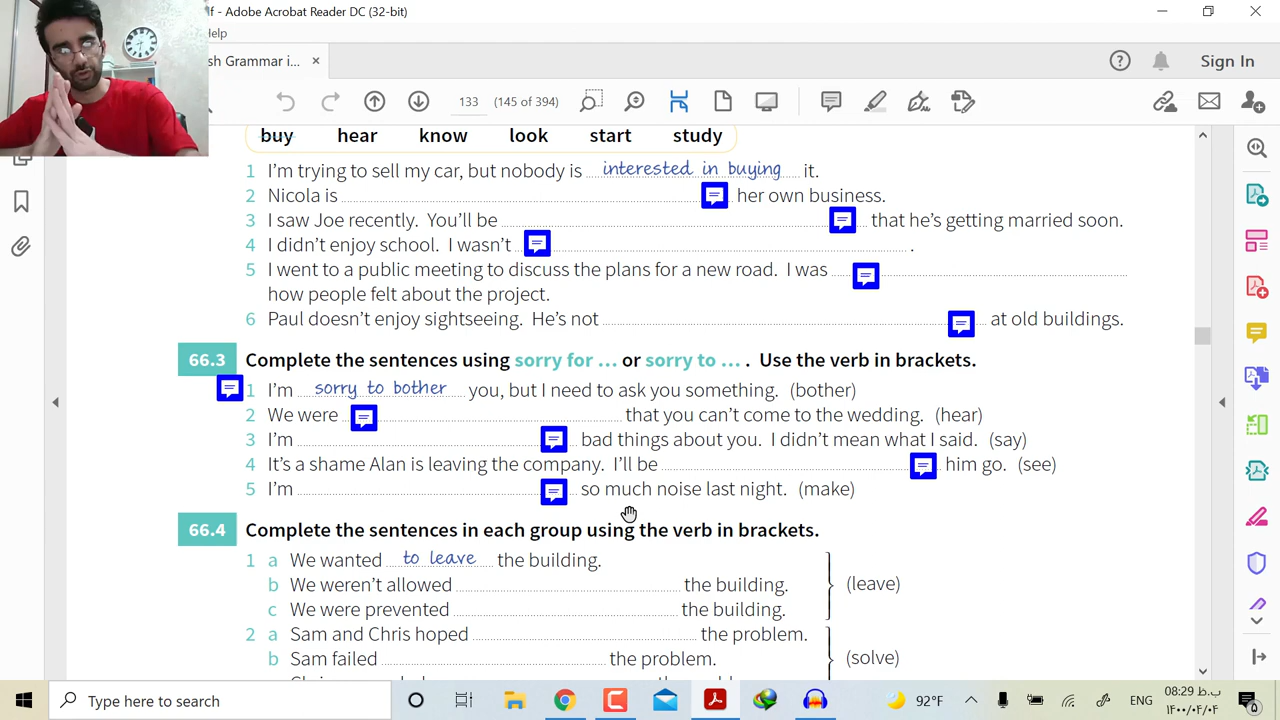 lf - Adobe Acrobat Reader DC (32-bit)
Help
sh Grammar i... ×
133 (145 of 394)
Sign In
buy hear know look start study
1 I'm trying to sell my car, but nobody is interested in buying it.
2 Nicola is her own business.
3 I saw Joe recently. You'll be that he's getting married soon.
4 I didn't enjoy school. I wasn't .
5 I went to a public meeting to discuss the plans for a new road. I was
how people felt about the project.
6 Paul doesn't enjoy sightseeing. He's not at old buildings.
66.3 Complete the sentences using sorry for ... or sorry to ... . Use the verb in brackets.
1 I'm sorry to bother you, but I need to ask you something. (bother)
2 We were that you can't come to the wedding. (hear)
3 I'm bad things about you. I didn't mean what I said. (say)
4 It's a shame Alan is leaving the company. I'll be him go. (see)
5 I'm so much noise last night. (make)
66.4 Complete the sentences in each group using the verb in brackets.
1 a We wanted to leave the building.
b We weren't allowed the building. (leave)
c We were prevented the building.
2 a Sam and Chris hoped the problem.
b Sam failed the problem. (solve)
Type here to search
92°F
ENG
08:29 ب.ظ
۱۴۰۰/۰۴/۰۴